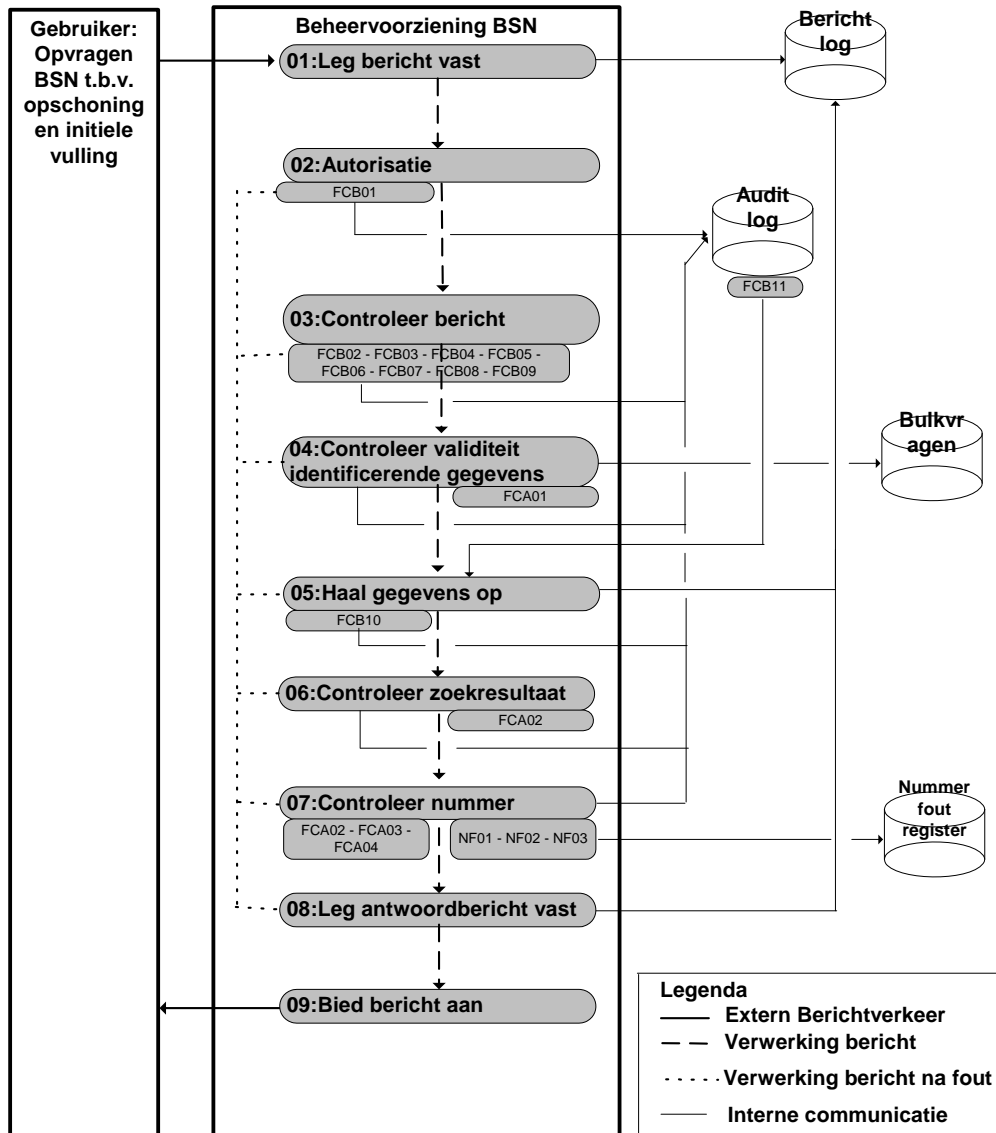 Gebruiker:
Opvragen
BSN t.b.v.
opschoning
en initiele
vulling
Beheervoorziening BSN
01:Leg bericht vast
Bericht
log
02:Autorisatie
FCB01
Audit
log
FCB11
03:Controleer bericht
FCB02 - FCB03 - FCB04 - FCB05 -
FCB06 - FCB07 - FCB08 - FCB09
04:Controleer validiteit
identificerende gegevens
FCA01
Bulkvr
agen
05:Haal gegevens op
FCB10
06:Controleer zoekresultaat
FCA02
07:Controleer nummer
FCA02 - FCA03 -
FCA04
NF01 - NF02 - NF03
Nummer
fout
register
08:Leg antwoordbericht vast
09:Bied bericht aan
Legenda
Extern Berichtverkeer
Verwerking bericht
Verwerking bericht na fout
Interne communicatie